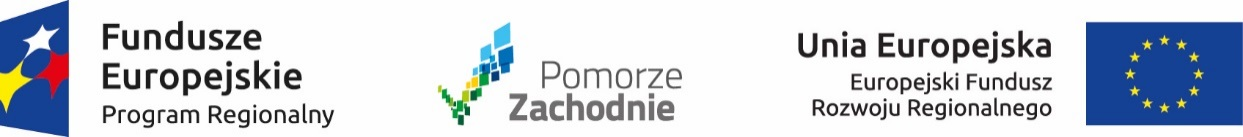 Fundusze
Europejskie
Program Regionalny
Pomorze
Zachodnie
Unia Europejska
Europejski Fundusz
Rozwoju Regionalnego